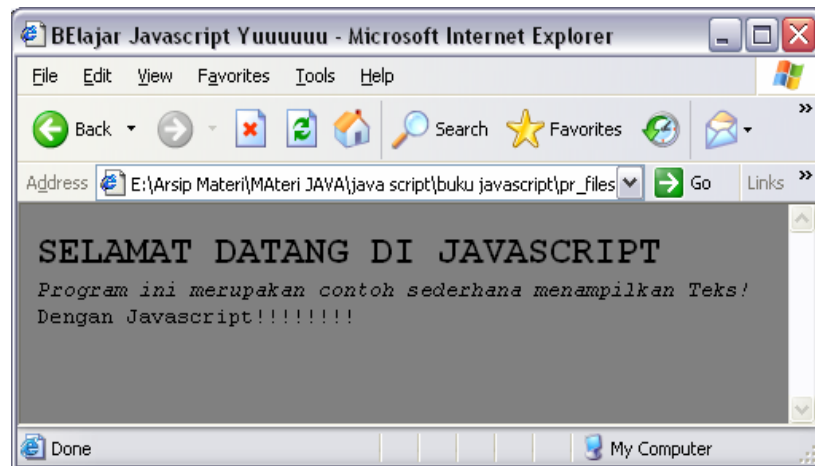 BElajar Javascript Yuuuuuu - Microsoft Internet Explorer
File Edit View Favorites Tools Help
Back Search Favorites »
Address E:\Arsip Materi\MAteri JAVA\java script\buku javascript\pr_files Go Links »
SELAMAT DATANG DI JAVASCRIPT
Program ini merupakan contoh sederhana menampilkan Teks!
Dengan Javascript!!!!!!!!
Done My Computer